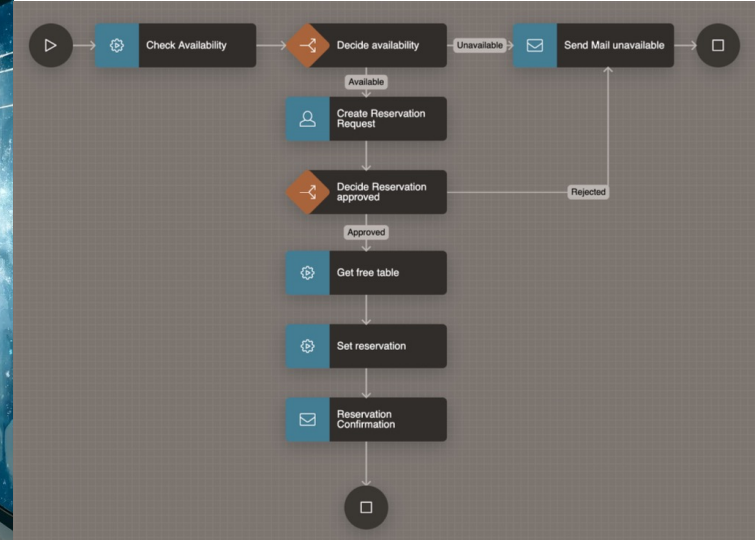 Check Availability
Decide availability
Unavailable
Send Mail unavailable
Available
Create Reservation
Request
Decide Reservation
approved
Rejected
Approved
Get free table
Set reservation
Reservation
Confirmation